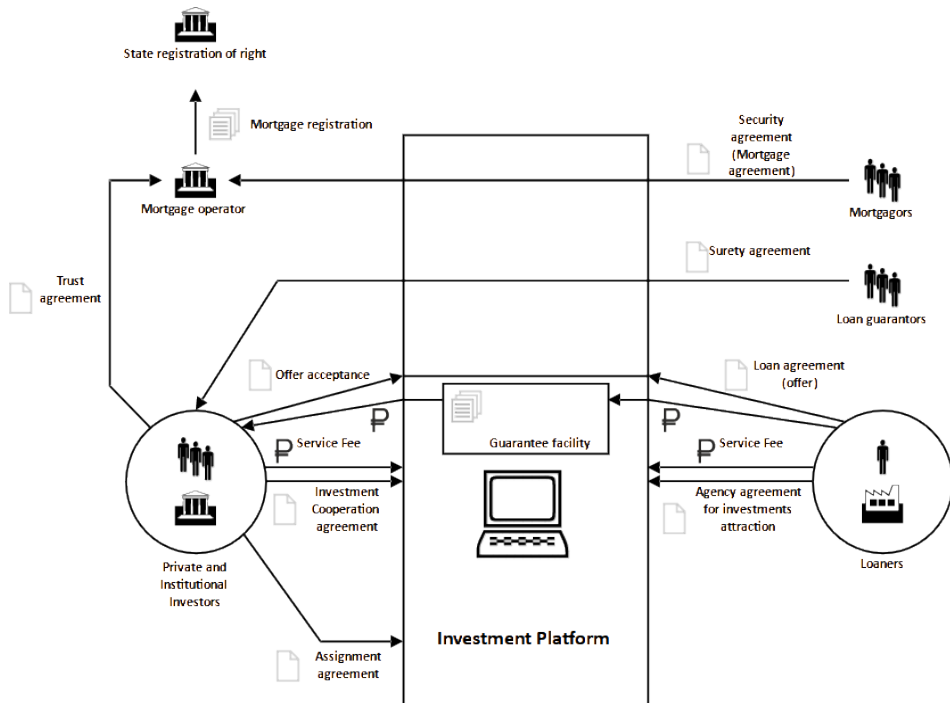 State registration of right
Mortgage registration
Security
agreement
(Mortgage
agreement)
Mortgage operator
Mortgagors
Trust
agreement
Surety agreement
Loan guarantors
Offer acceptance
Loan agreement
(offer)
₽
₽
Guarantee facility
₽ Service Fee
₽ Service Fee
Investment
Cooperation
agreement
Agency agreement
for investments
attraction
Private and
Institutional
Investors
Loaners
Investment Platform
Assignment
agreement